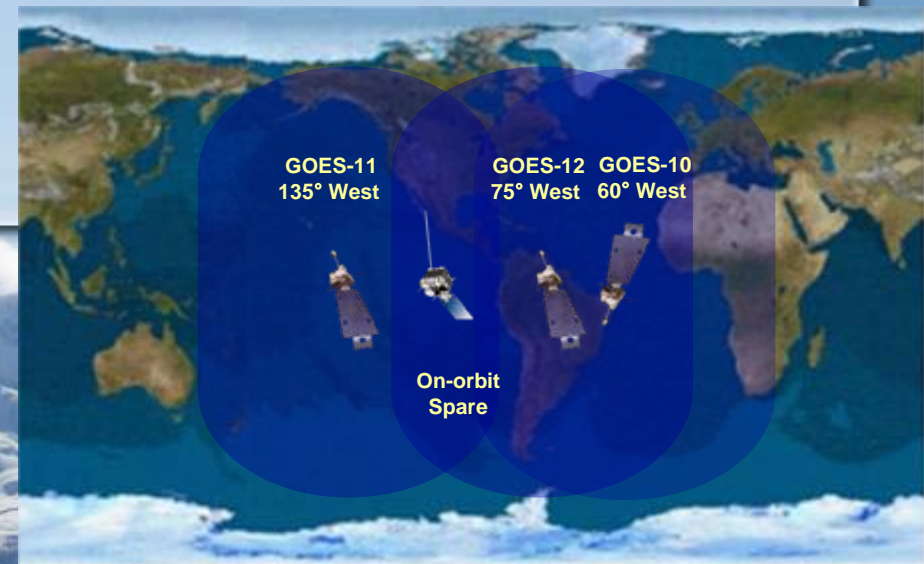 GOES-11
135° West
GOES-12
75° West
GOES-10
60° West
On-orbit
Spare